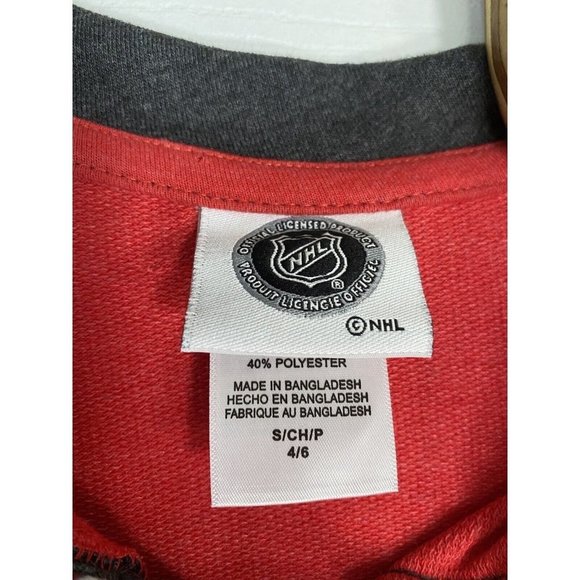 OFFICIAL LICENSED PRODUCT
NHL
®
PRODUIT LICENCIÉ OFFICIEL
© NHL
40% POLYESTER
MADE IN BANGLADESH
HECHO EN BANGLADESH
FABRIQUE AU BANGLADESH
S/CH/P
4/6